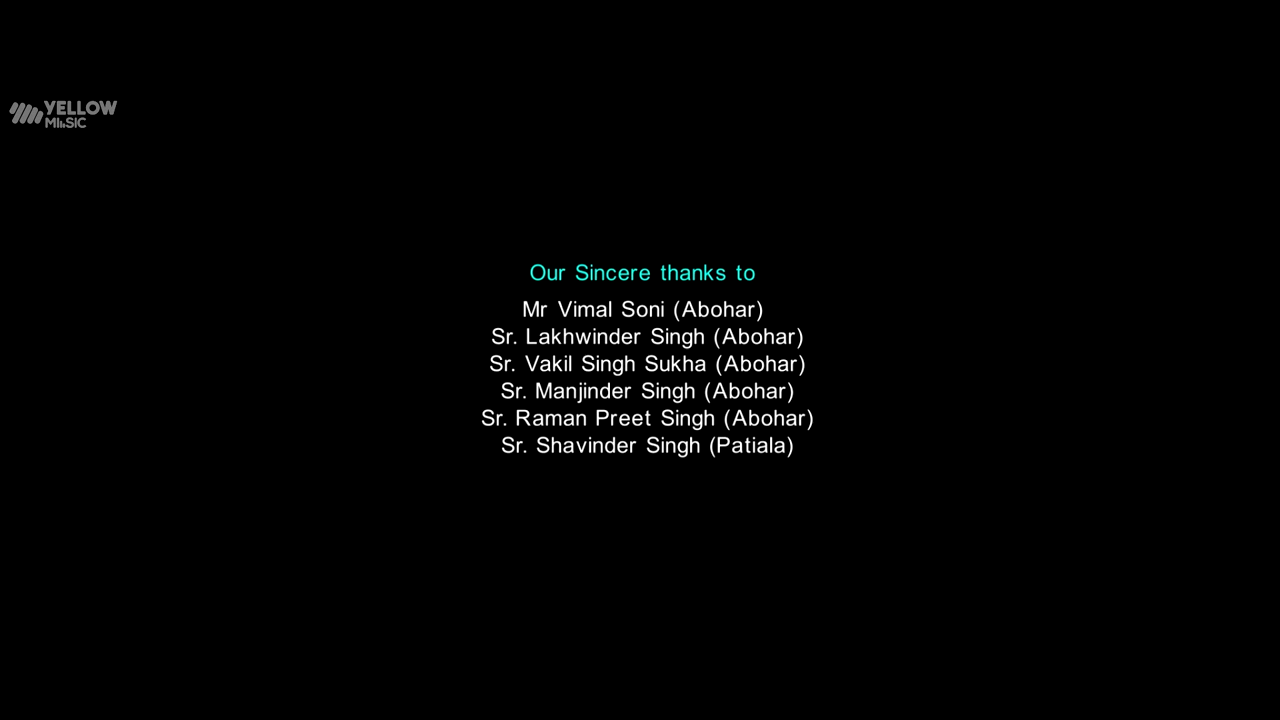 YELLOW
MUSIC
Our Sincere thanks to
Mr Vimal Soni (Abohar)
Sr. Lakhwinder Singh (Abohar)
Sr. Vakil Singh Sukha (Abohar)
Sr. Manjinder Singh (Abohar)
Sr. Raman Preet Singh (Abohar)
Sr. Shavinder Singh (Patiala)